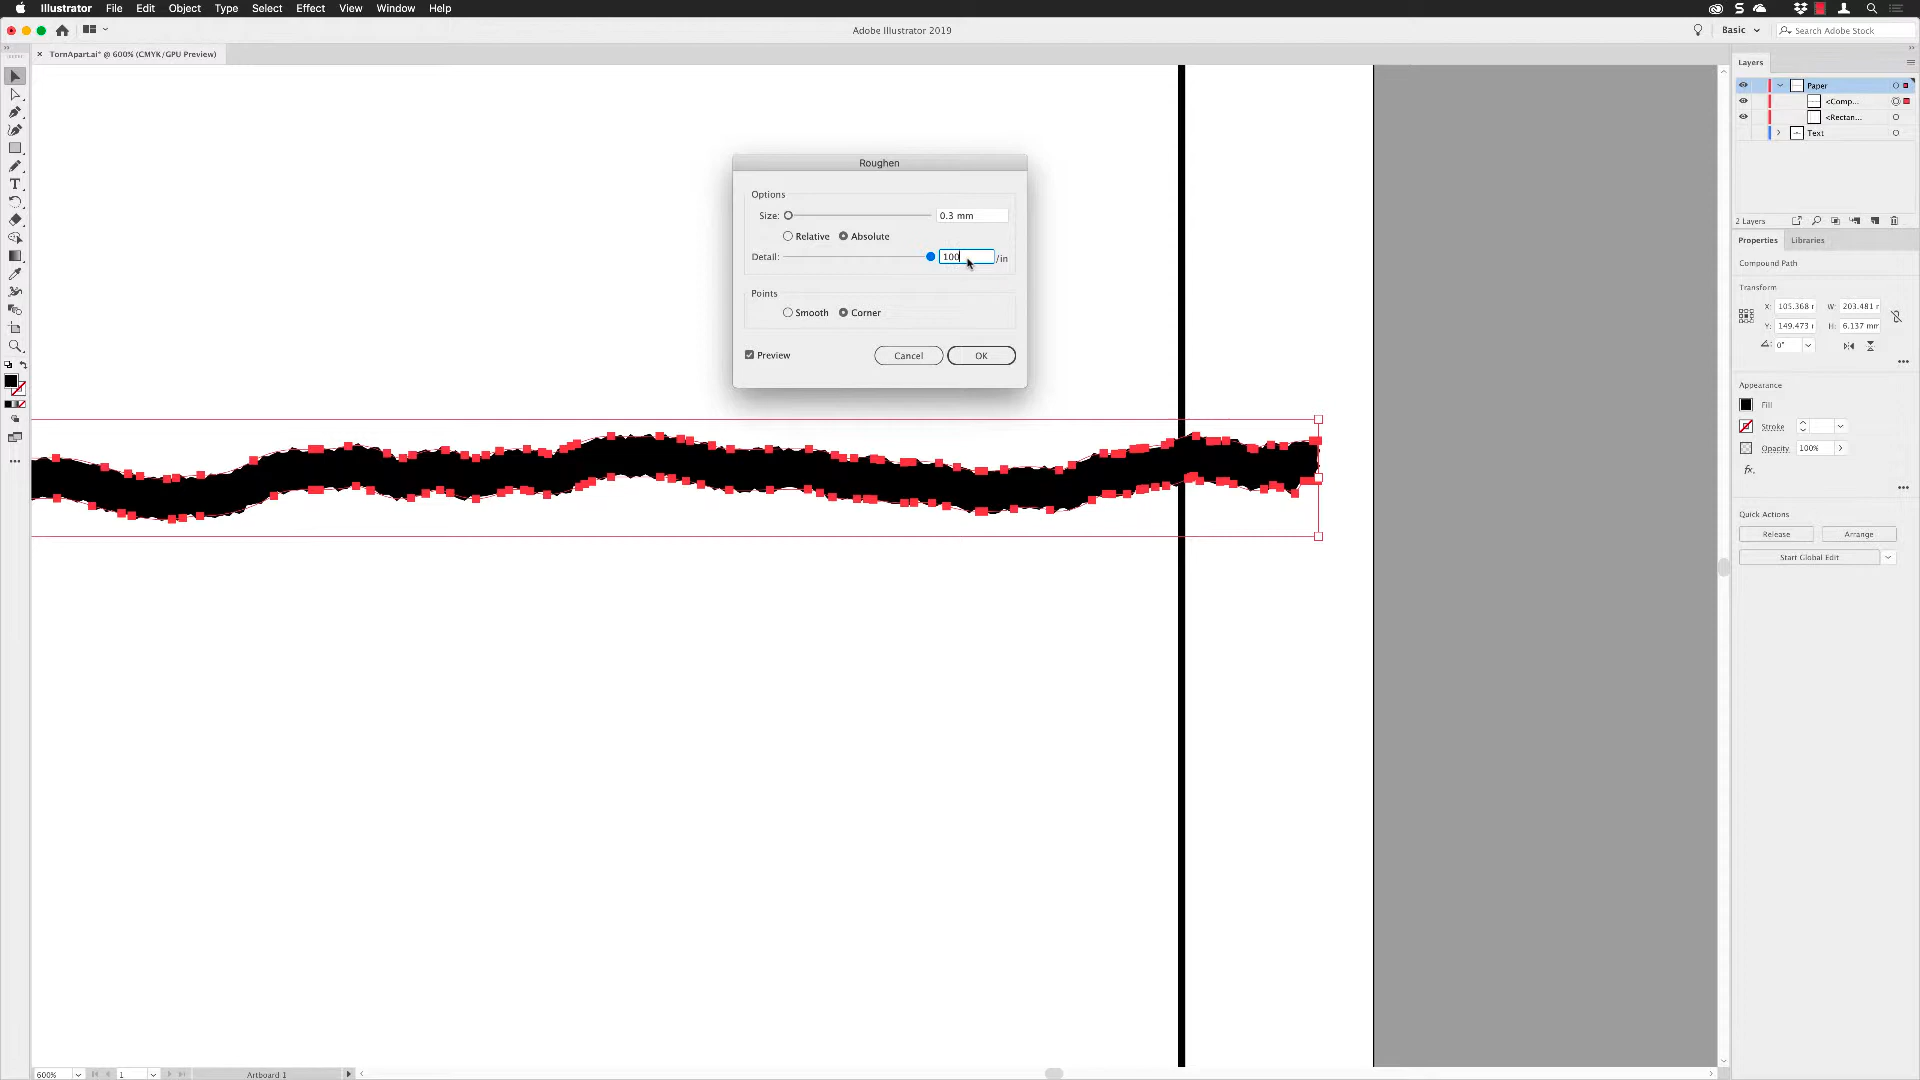 Illustrator File Edit Object Type Select Effect View Window Help
Adobe Illustrator 2019
Basic
Search Adobe Stock
× TornApart.ai* @ 600% (CMYK/GPU Preview)
Layers
Paper
<Comp...
<Rectan...
Text
2 Layers
Properties Libraries
Compound Path
Transform
X: 105.368 r W: 203.481 r
Y: 149.473 r H: 6.137 mm
0°
Appearance
Fill
Stroke
Opacity 100%
fx.
Quick Actions
Release Arrange
Start Global Edit
Roughen
Options
Size: 0.3 mm
Relative Absolute
Detail: 100 /in
Points
Smooth Corner
Preview Cancel OK
600% 1 Artboard 1